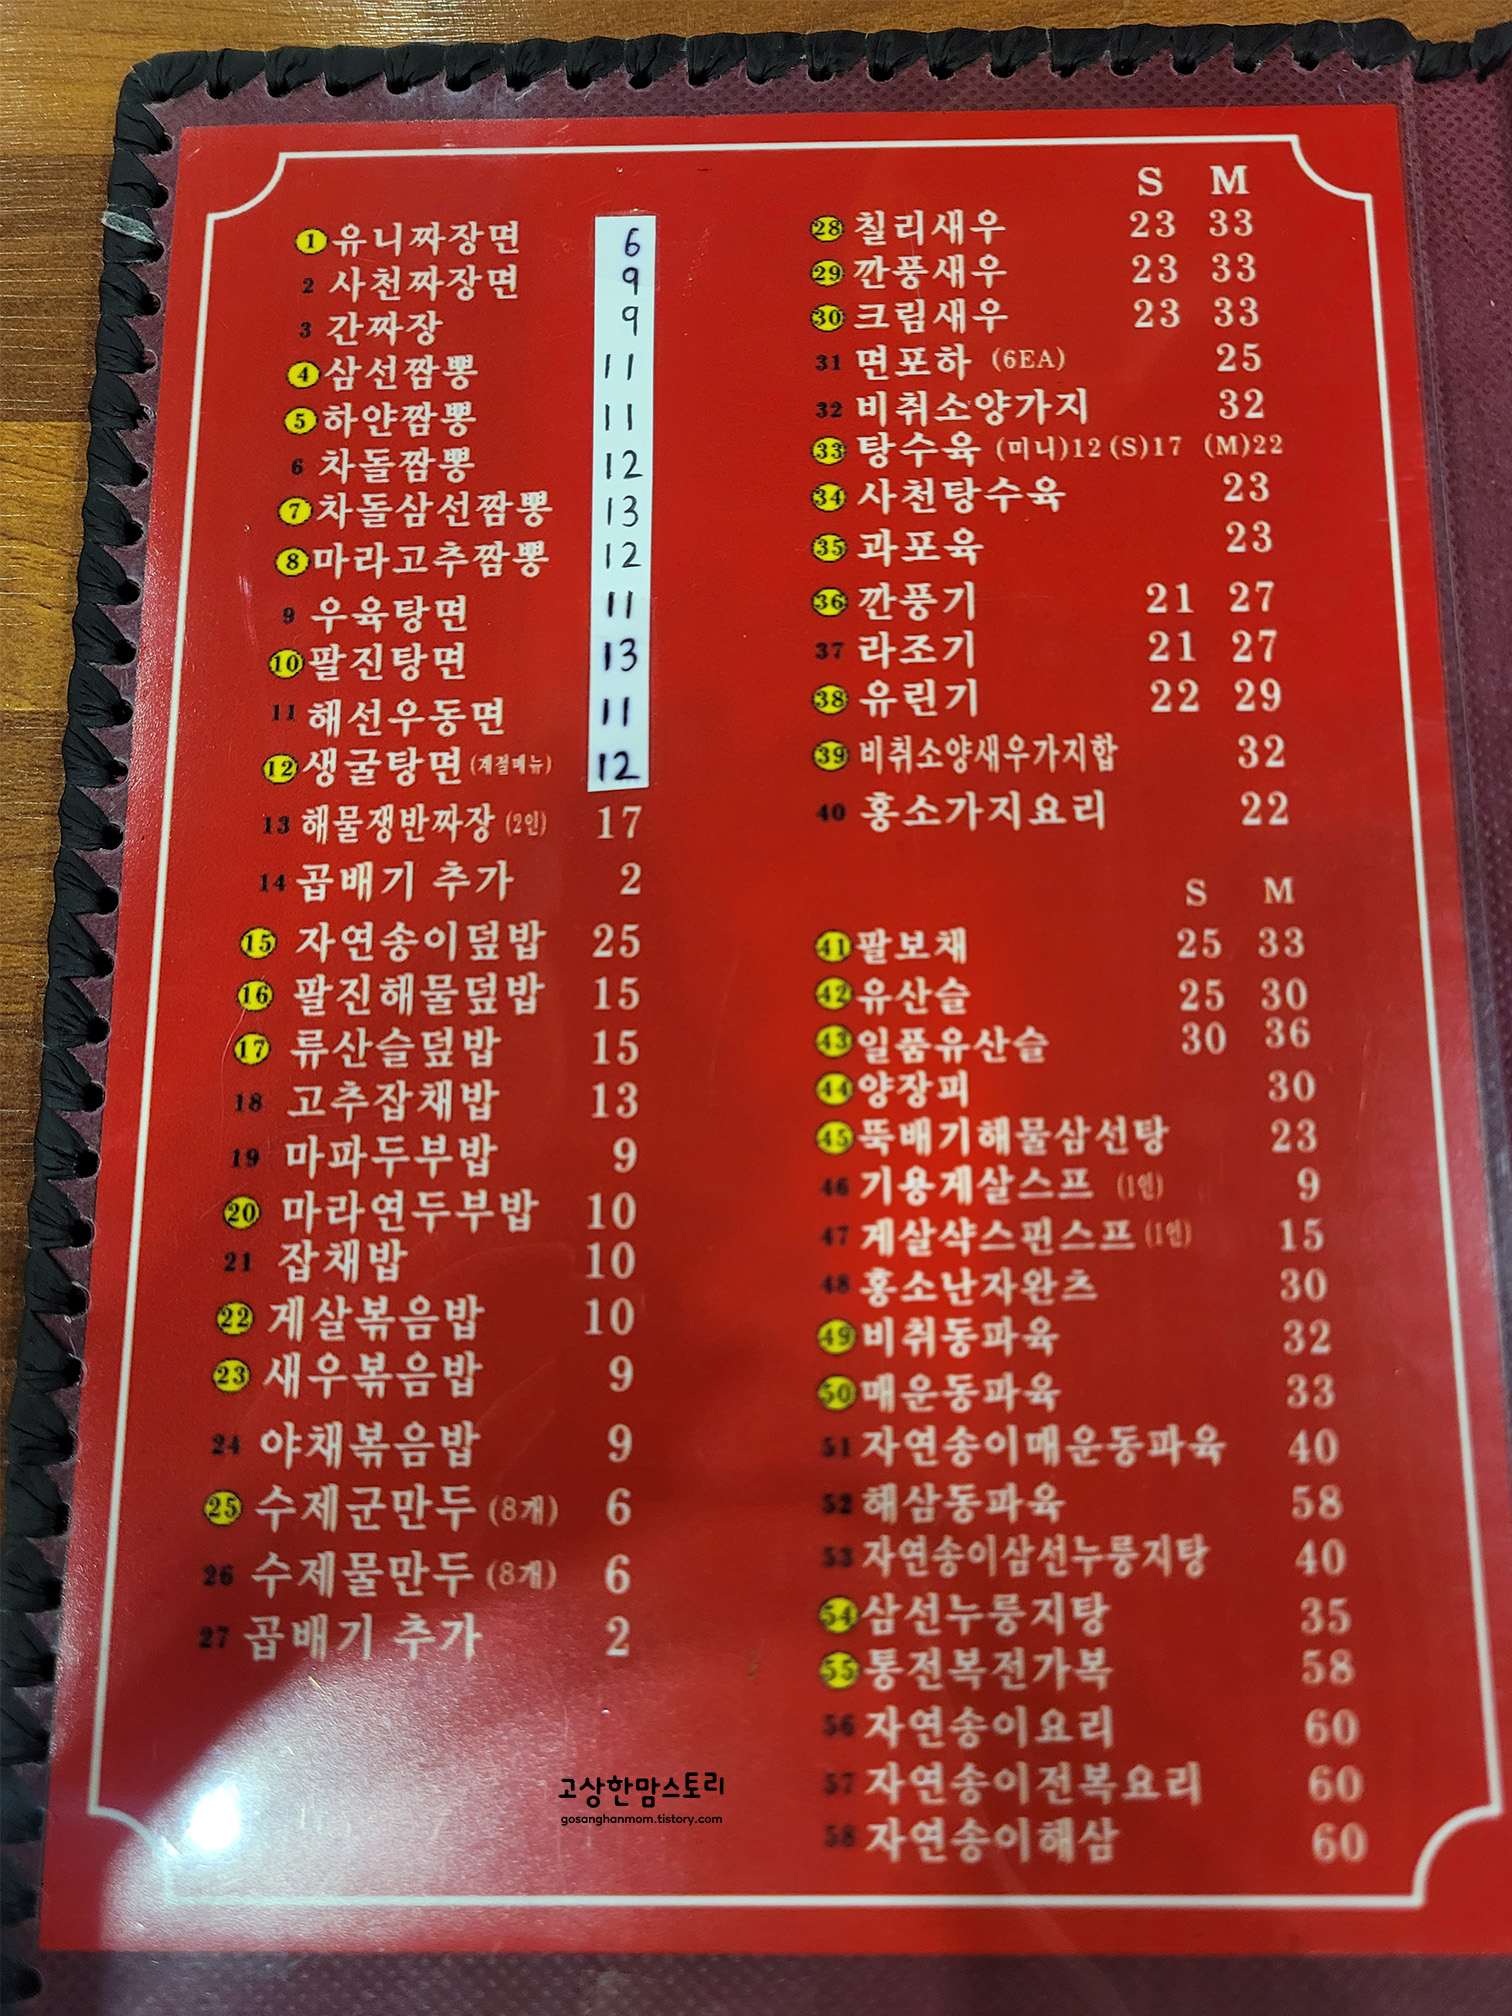 1 유니짜장면 6
2 사천짜장면 9
3 간짜장 9
4 삼선짬뽕 11
5 하얀짬뽕 11
6 차돌짬뽕 12
7 차돌삼선짬뽕 13
8 마라고추짬뽕 12
9 우육탕면 11
10 팔진탕면 13
11 해선우동면 11
12 생굴탕면 (계절메뉴) 12
13 해물쟁반짜장 (2인) 17
14 곱배기 추가 2
15 자연송이덮밥 25
16 팔진해물덮밥 15
17 류산슬덮밥 15
18 고추잡채밥 13
19 마파두부밥 9
20 마라연두부밥 10
21 잡채밥 10
22 게살볶음밥 10
23 새우볶음밥 9
24 야채볶음밥 9
25 수제군만두 (8개) 6
26 수제물만두 (8개) 6
27 곱배기 추가 2
S M
28 칠리새우 23 33
29 깐풍새우 23 33
30 크림새우 23 33
31 면포하 (6EA) 25
32 비취소양가지 32
33 탕수육 (미니)12 (S)17 (M)22
34 사천탕수육 23
35 과포육 23
36 깐풍기 21 27
37 라조기 21 27
38 유린기 22 29
39 비취소양새우가지합 32
40 홍소가지요리 22
S M
41 팔보채 25 33
42 유산슬 25 30
43 일품유산슬 30 36
44 양장피 30
45 뚝배기해물삼선탕 23
46 기용게살스프 (1인) 9
47 게살샥스핀스프 (1인) 15
48 홍소난자완츠 30
49 비취동파육 32
50 매운동파육 33
51 자연송이매운동파육 40
52 해삼동파육 58
53 자연송이삼선누룽지탕 40
54 삼선누룽지탕 35
55 통전복전가복 58
56 자연송이요리 60
57 자연송이전복요리 60
58 자연송이해삼 60
고상한맘스토리
gosanghanmom.tistory.com